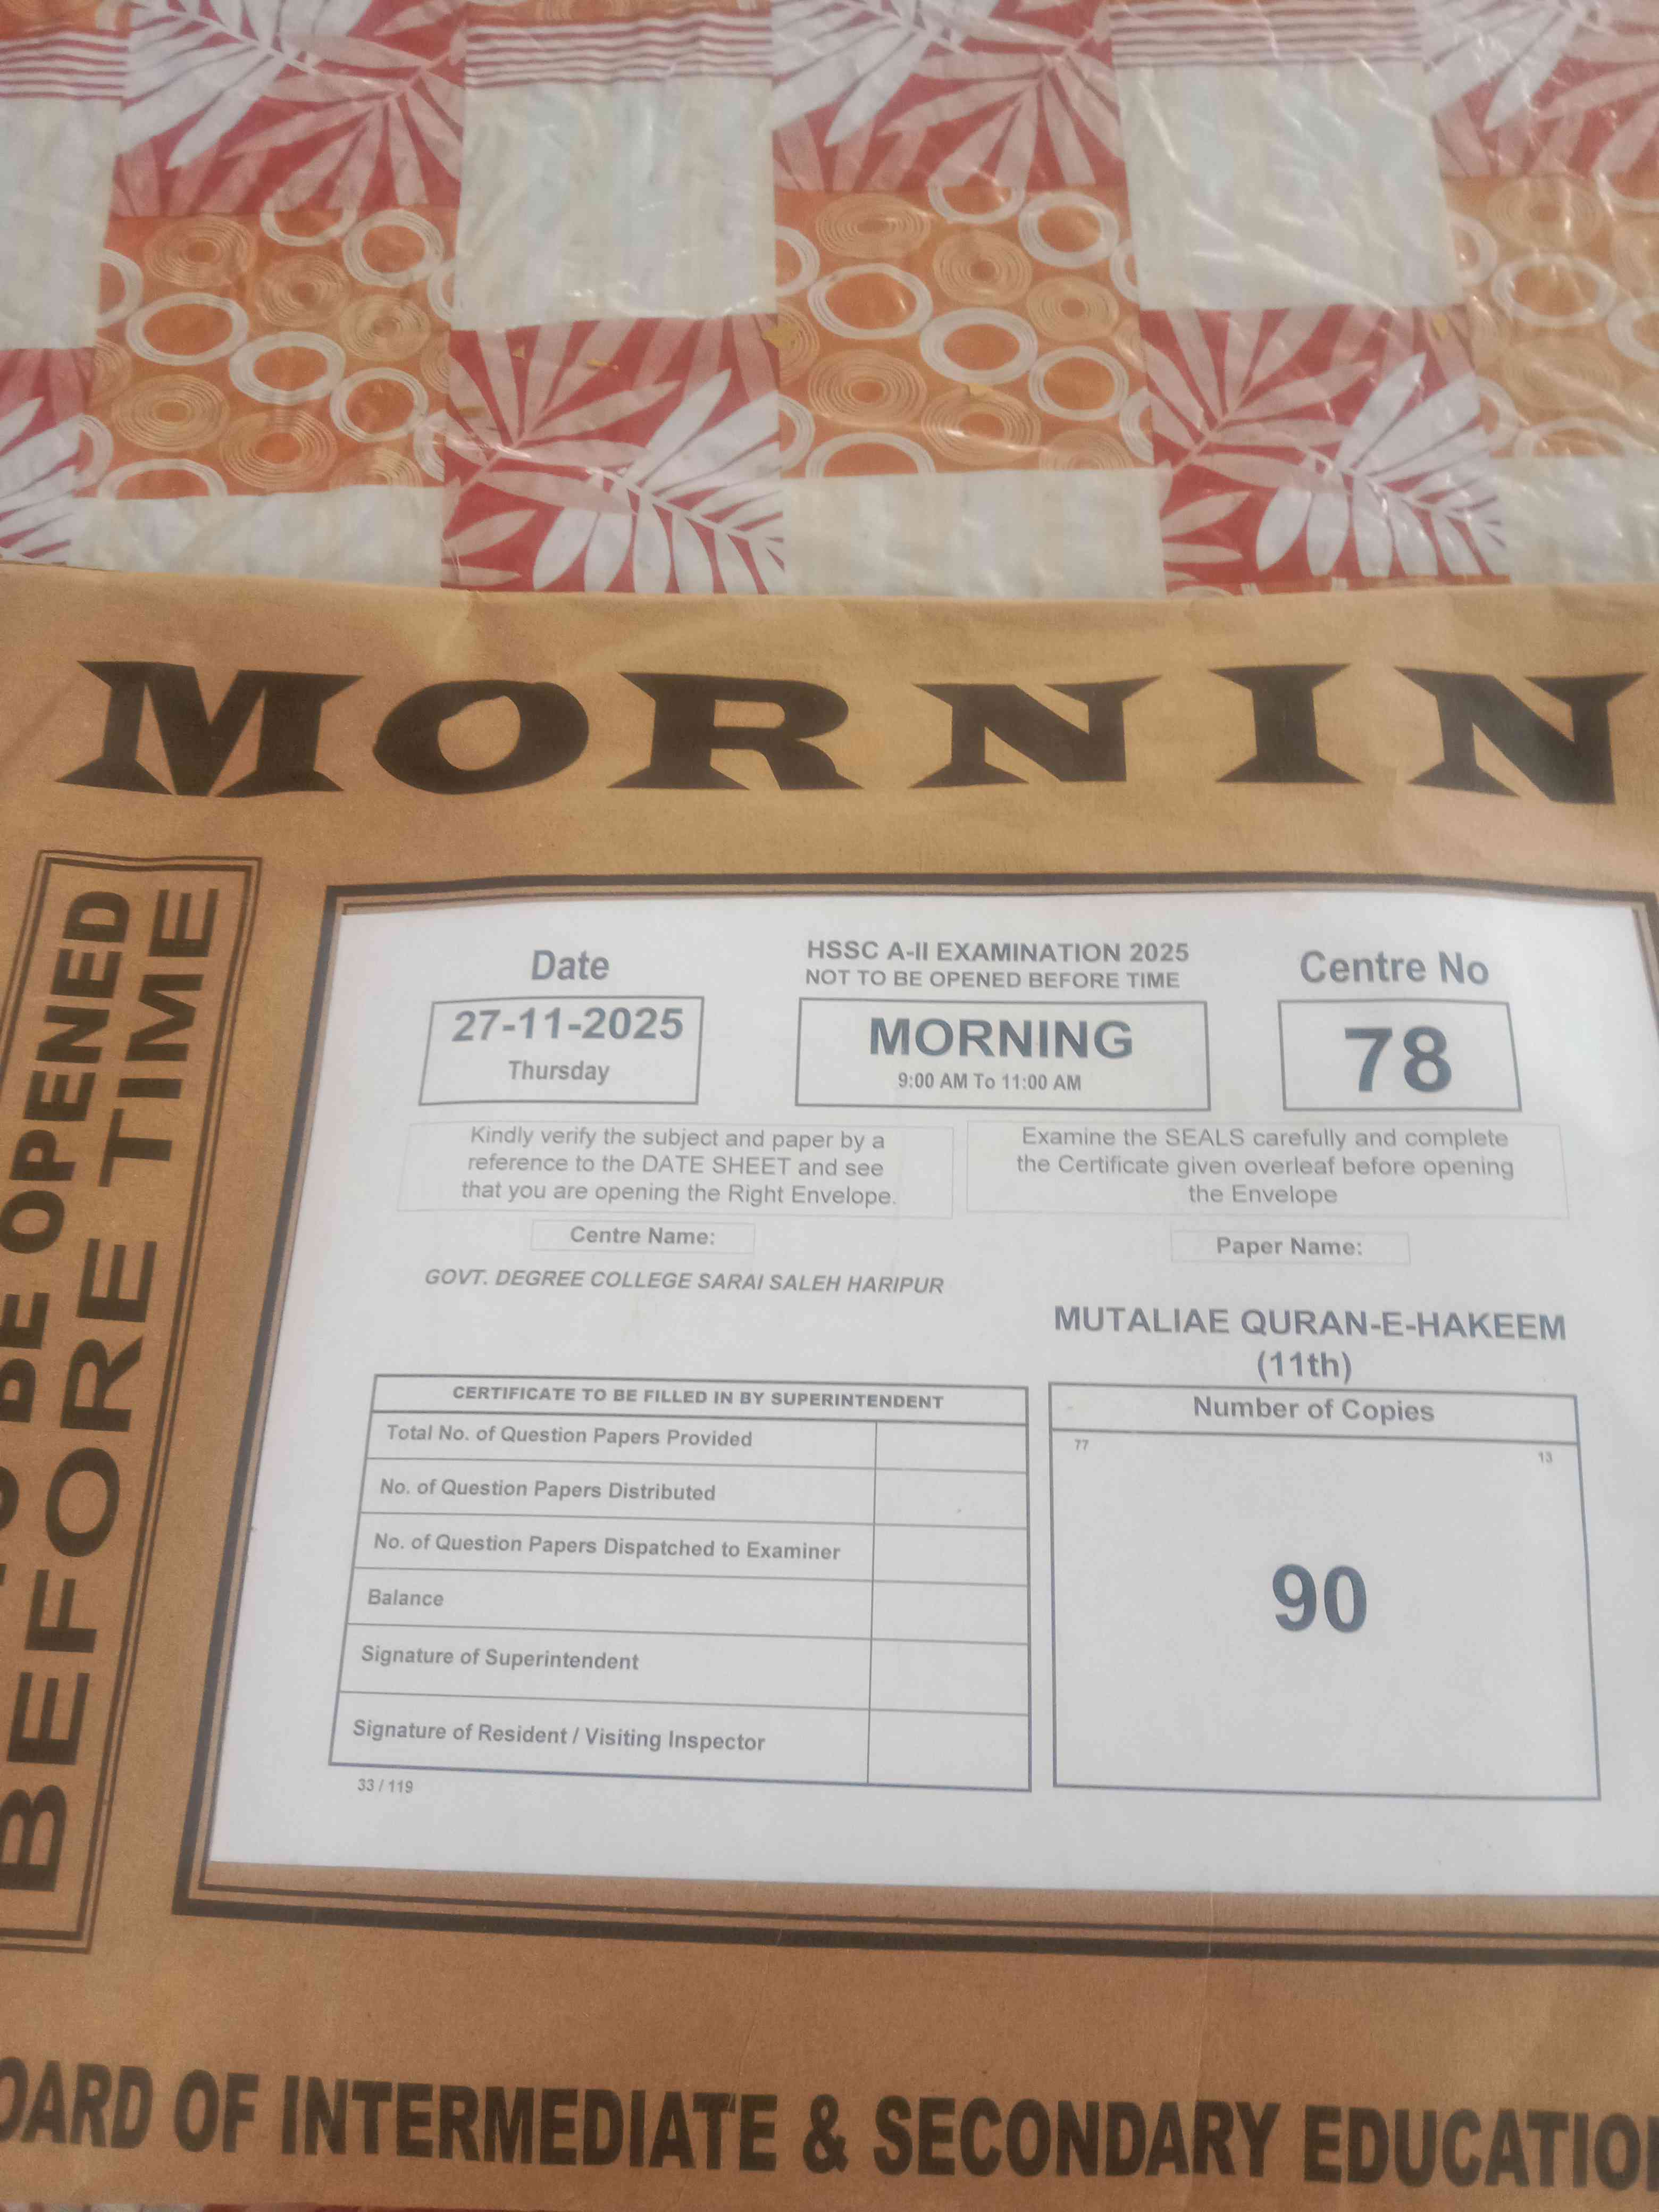 MORNIN
BE OPENED
BEFORE TIME
Date
27-11-2025
Thursday
HSSC A-II EXAMINATION 2025
NOT TO BE OPENED BEFORE TIME
MORNING
9:00 AM To 11:00 AM
Centre No
78
Kindly verify the subject and paper by a
reference to the DATE SHEET and see
that you are opening the Right Envelope.
Examine the SEALS carefully and complete
the Certificate given overleaf before opening
the Envelope
Centre Name:
GOVT. DEGREE COLLEGE SARAI SALEH HARIPUR
Paper Name:
MUTALIAE QURAN-E-HAKEEM
(11th)
CERTIFICATE TO BE FILLED IN BY SUPERINTENDENT
Total No. of Question Papers Provided
No. of Question Papers Distributed
No. of Question Papers Dispatched to Examiner
Balance
Signature of Superintendent
Signature of Resident / Visiting Inspector
33 / 119
Number of Copies
77
13
90
OARD OF INTERMEDIATE & SECONDARY EDUCATIO